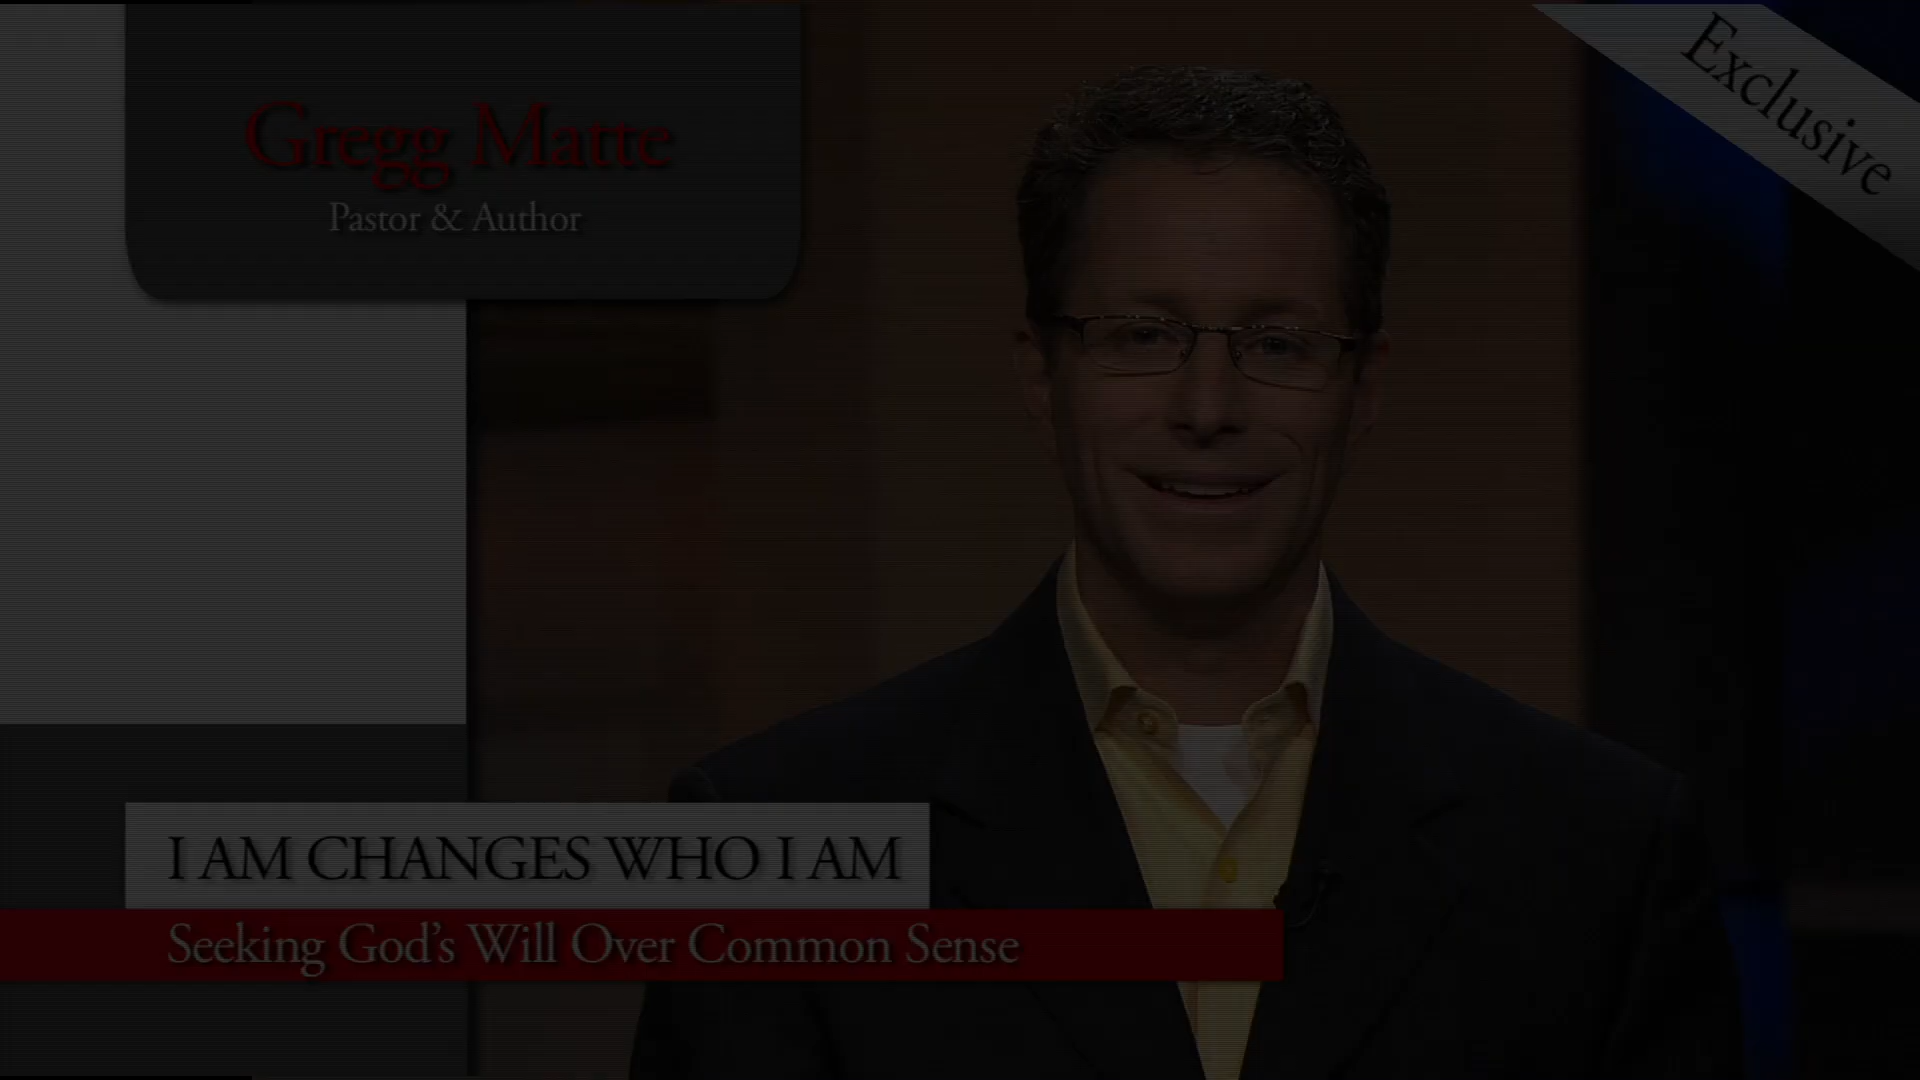 Gregg Matte
Pastor & Author
Exclusive
I AM CHANGES WHO I AM
Seeking God's Will Over Common Sense